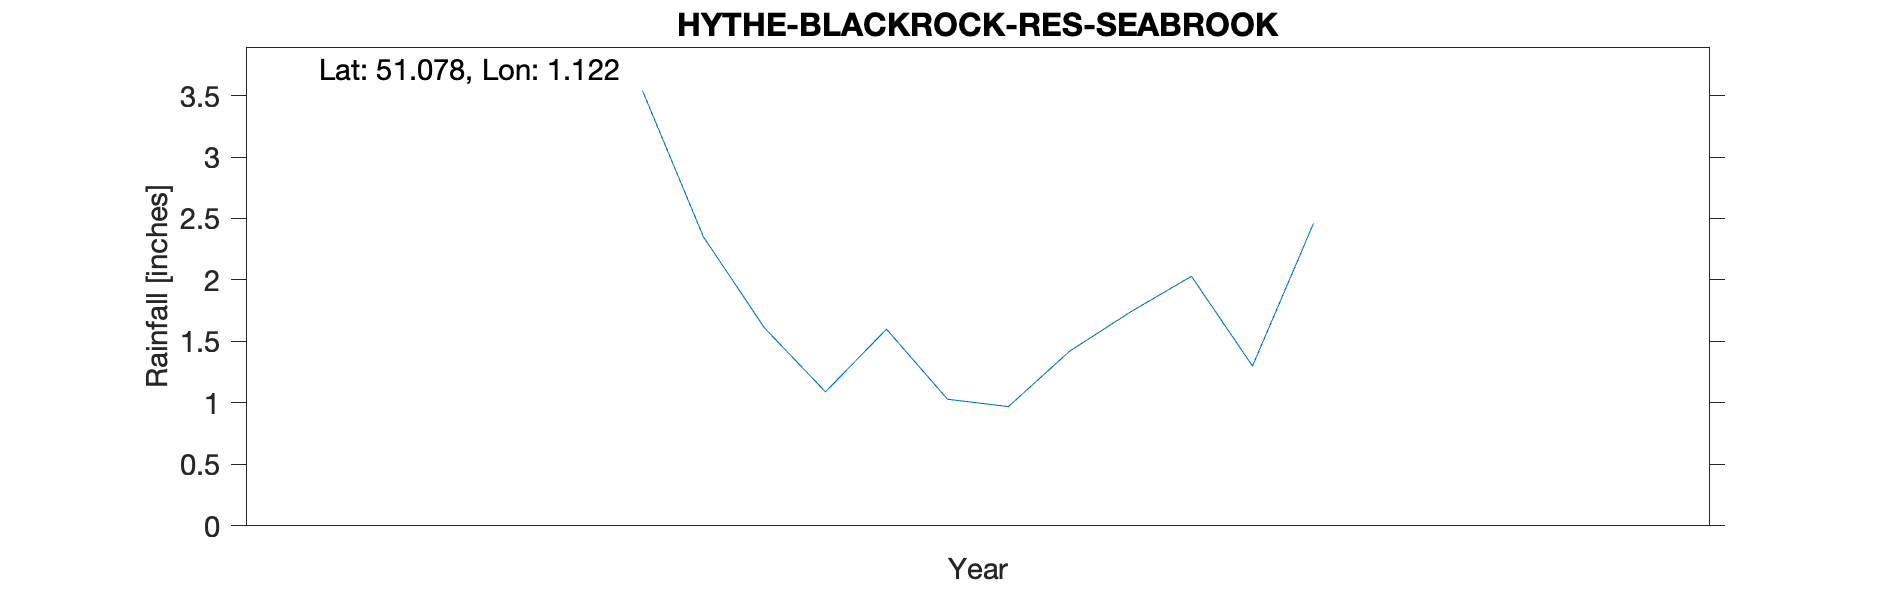 HYTHE-BLACKROCK-RES-SEABROOK
Lat: 51.078, Lon: 1.122
3.5
3
2.5
2
1.5
1
0.5
0
Rainfall [inches]
Year